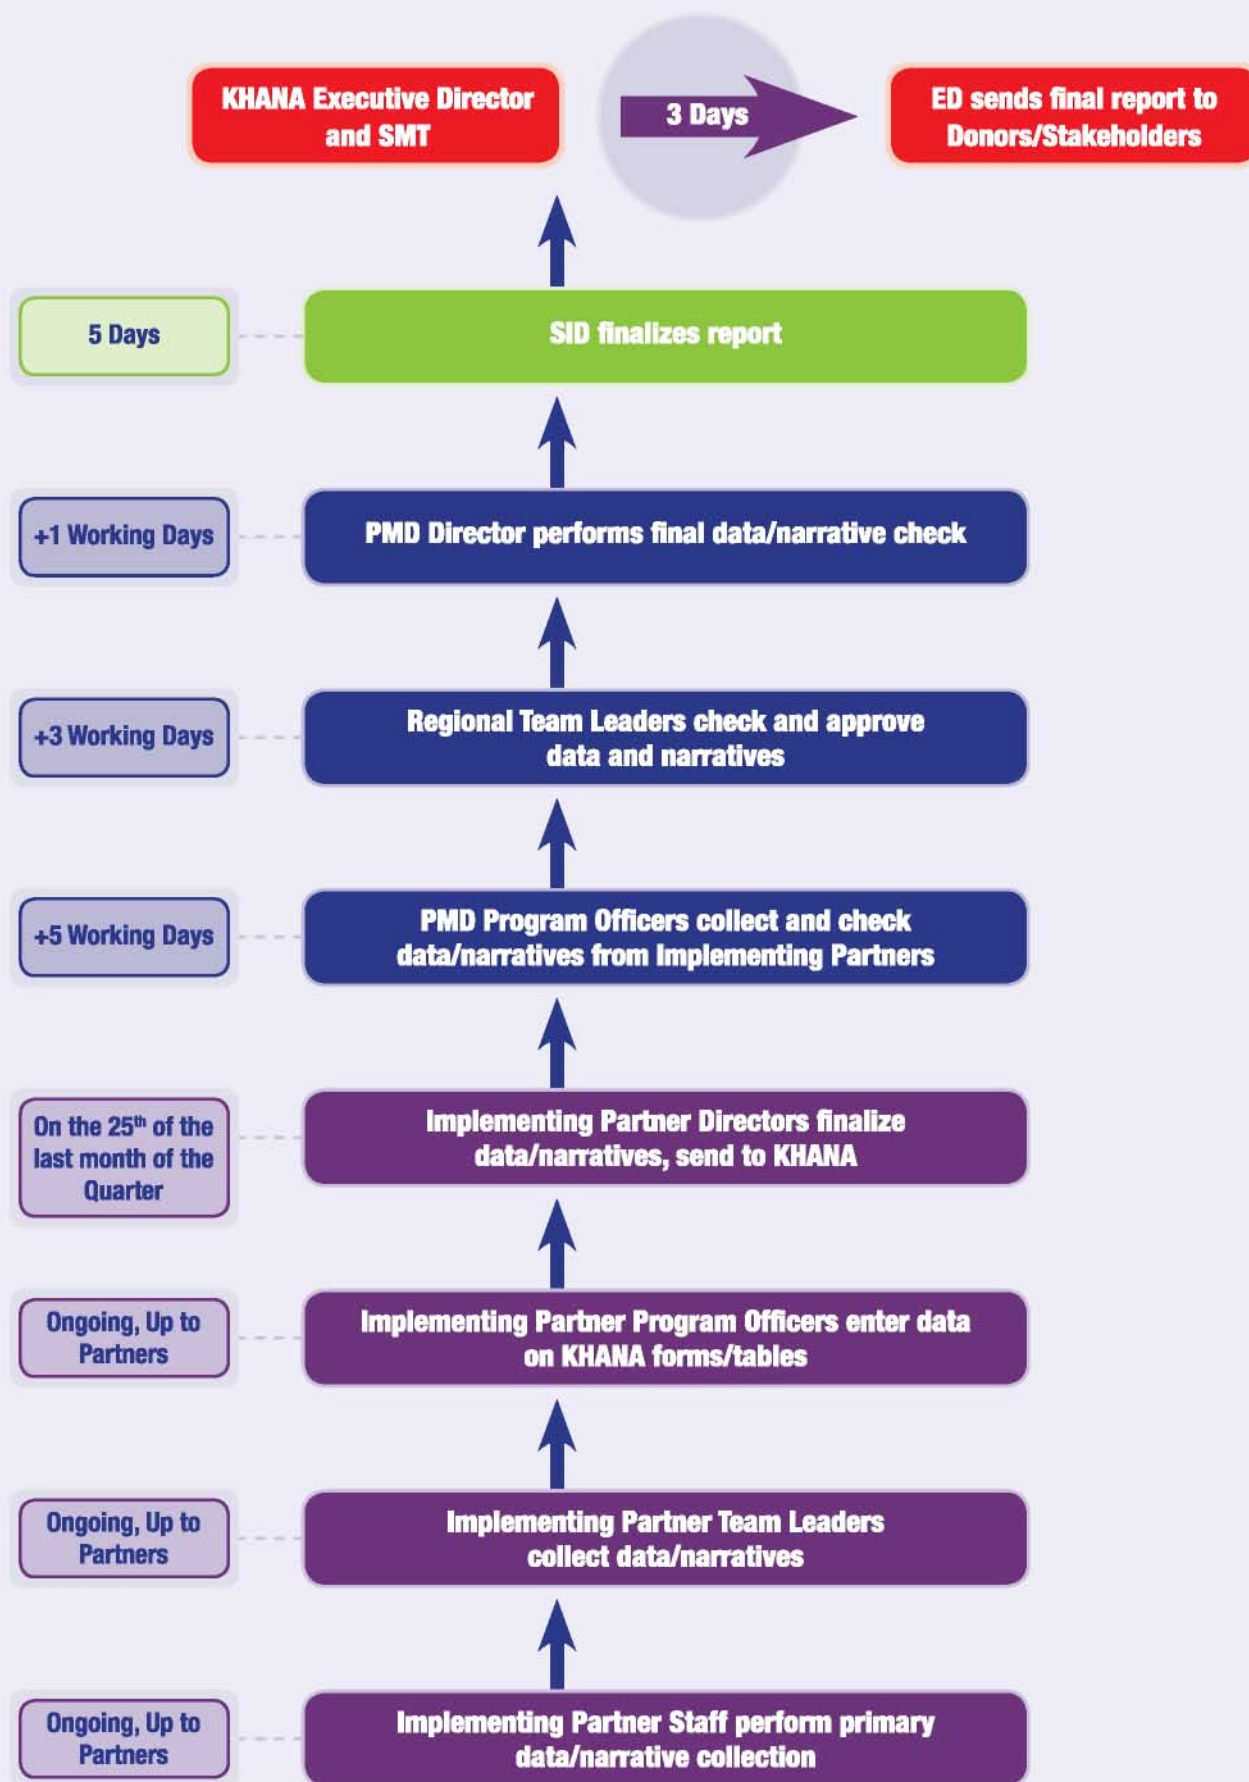 KHANA Executive Director
and SMT
3 Days
ED sends final report to
Donors/Stakeholders
5 Days
SID finalizes report
+1 Working Days
PMD Director performs final data/narrative check
+3 Working Days
Regional Team Leaders check and approve
data and narratives
+5 Working Days
PMD Program Officers collect and check
data/narratives from Implementing Partners
On the 25th of the
last month of the
Quarter
Implementing Partner Directors finalize
data/narratives, send to KHANA
Ongoing, Up to
Partners
Implementing Partner Program Officers enter data
on KHANA forms/tables
Ongoing, Up to
Partners
Implementing Partner Team Leaders
collect data/narratives
Ongoing, Up to
Partners
Implementing Partner Staff perform primary
data/narrative collection